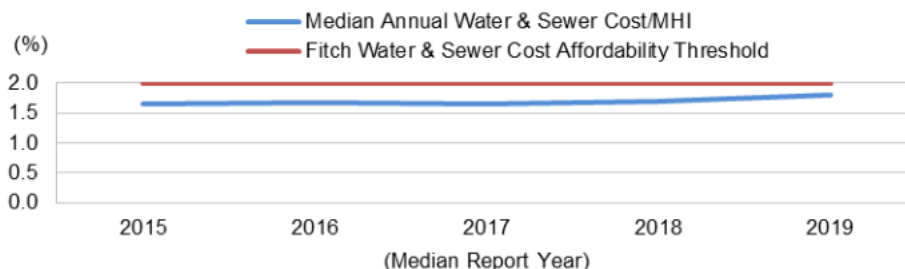 Median Annual Water & Sewer Cost/MHI
(%)
Fitch Water & Sewer Cost Affordability Threshold
2.0
1.5
1.0
0.5
0.0
2015 2016 2017 2018 2019
(Median Report Year)